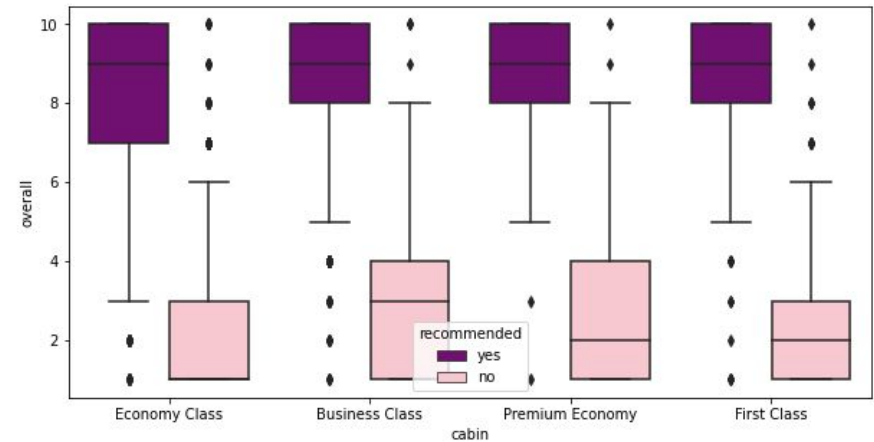 10
8
6
4
2
overall
recommended
yes
no
Economy Class
Business Class
Premium Economy
First Class
cabin